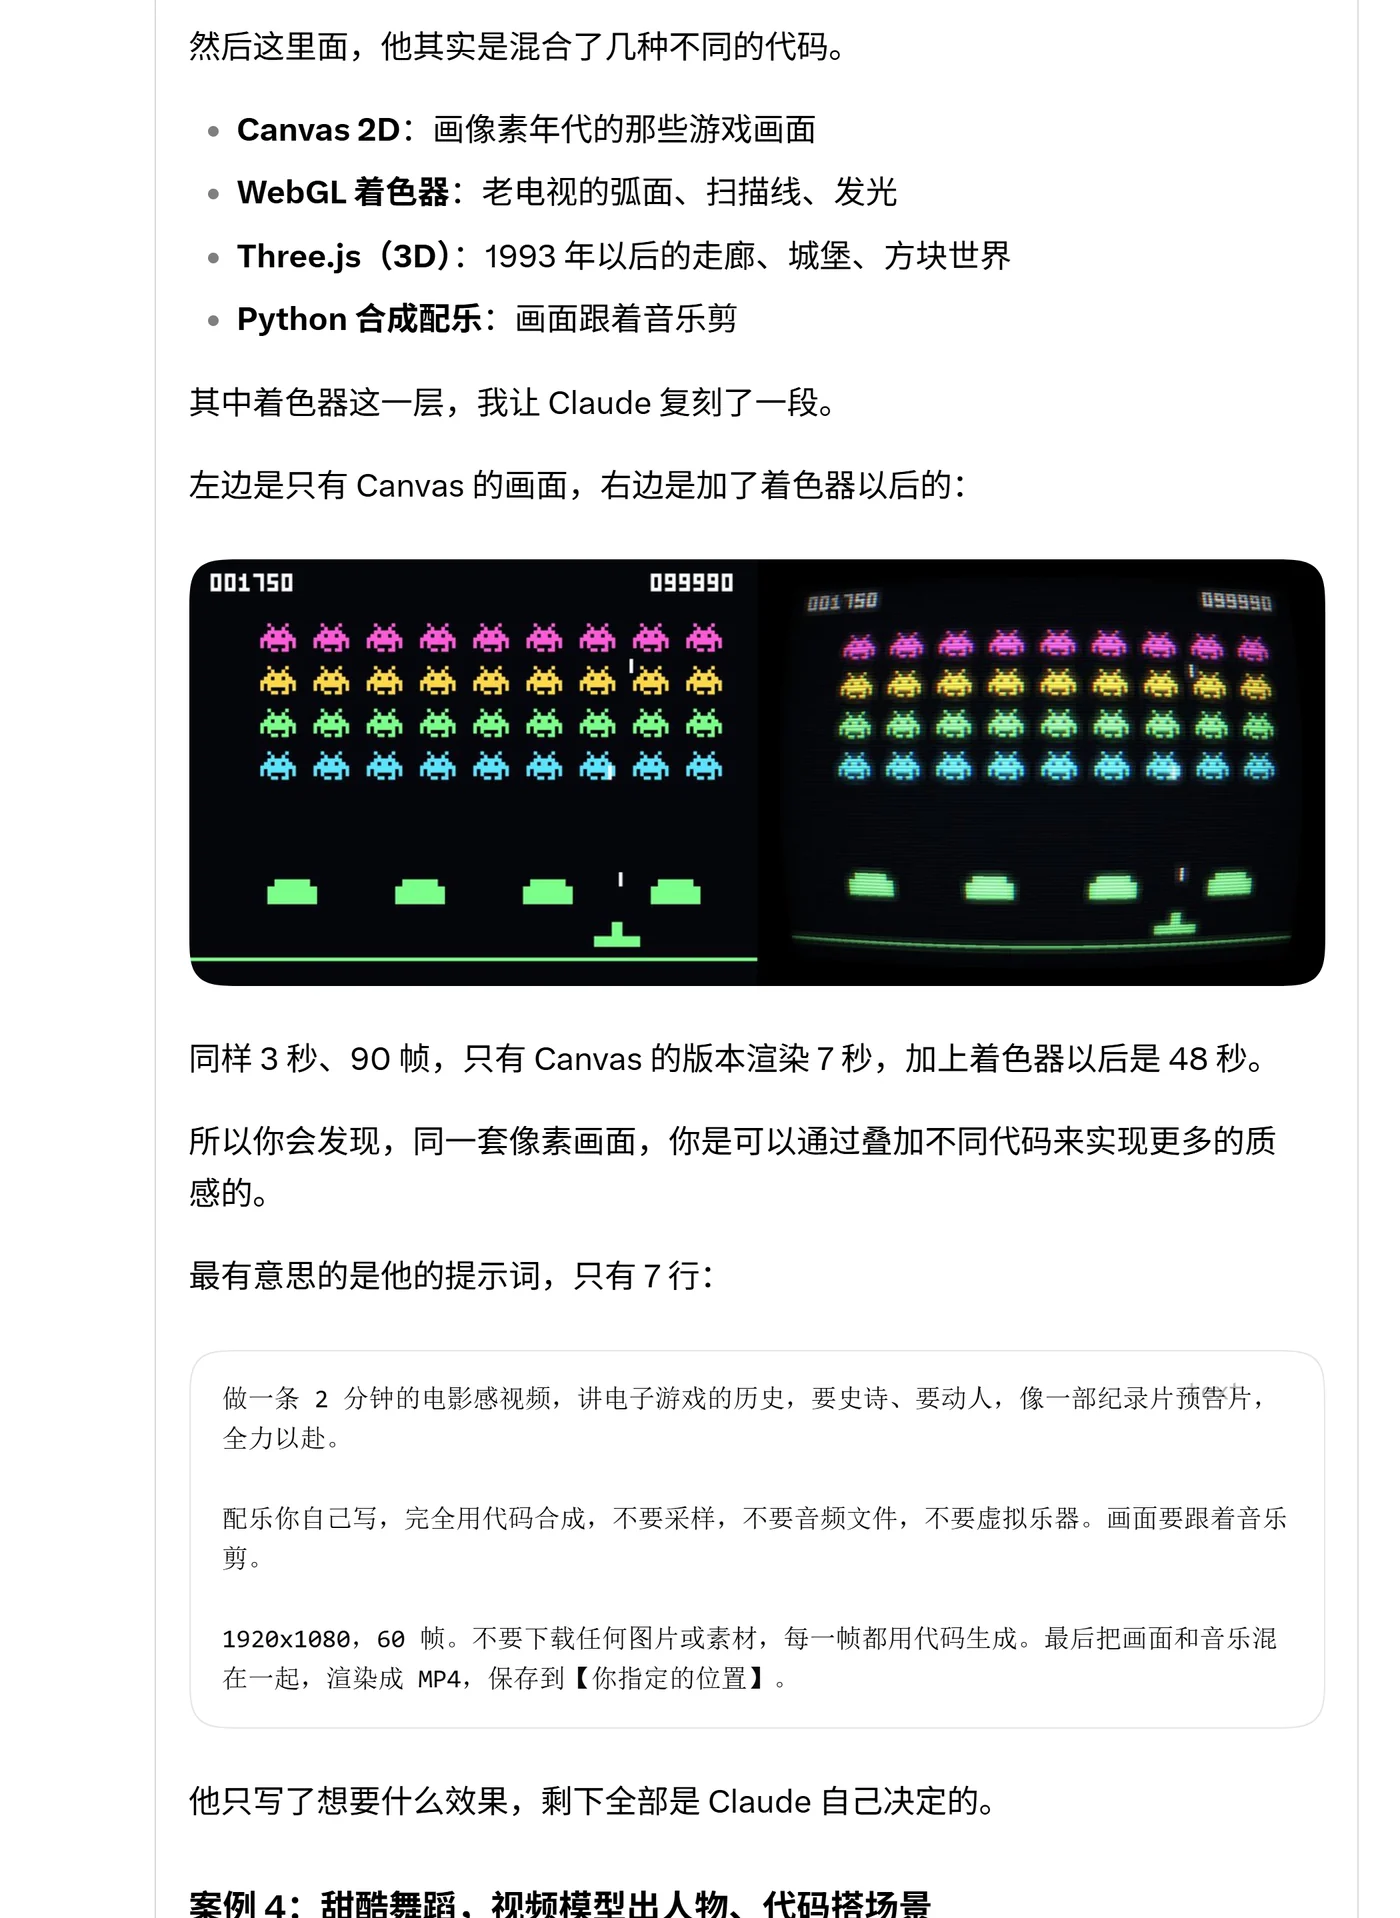 然后这里面，他其实是混合了几种不同的代码。
Canvas 2D：画像素年代的那些游戏画面
WebGL 着色器：老电视的弧面、扫描线、发光
Three.js（3D）：1993 年以后的走廊、城堡、方块世界
Python 合成配乐：画面跟着音乐剪
其中着色器这一层，我让 Claude 复刻了一段。
左边是只有 Canvas 的画面，右边是加了着色器以后的：
001750 099990
001750 099990
同样 3 秒、90 帧，只有 Canvas 的版本渲染 7 秒，加上着色器以后是 48 秒。
所以你会发现，同一套像素画面，你是可以通过叠加不同代码来实现更多的质
感的。
最有意思的是他的提示词，只有 7 行：
text
做一条 2 分钟的电影感视频，讲电子游戏的历史，要史诗、要动人，像一部纪录片预告片，
全力以赴。
配乐你自己写，完全用代码合成，不要采样，不要音频文件，不要虚拟乐器。画面要跟着音乐
剪。
1920x1080，60 帧。不要下载任何图片或素材，每一帧都用代码生成。最后把画面和音乐混
在一起，渲染成 MP4，保存到【你指定的位置】。
他只写了想要什么效果，剩下全部是 Claude 自己决定的。
案例 4：甜酷舞蹈，视频模型出人物、代码搭场景